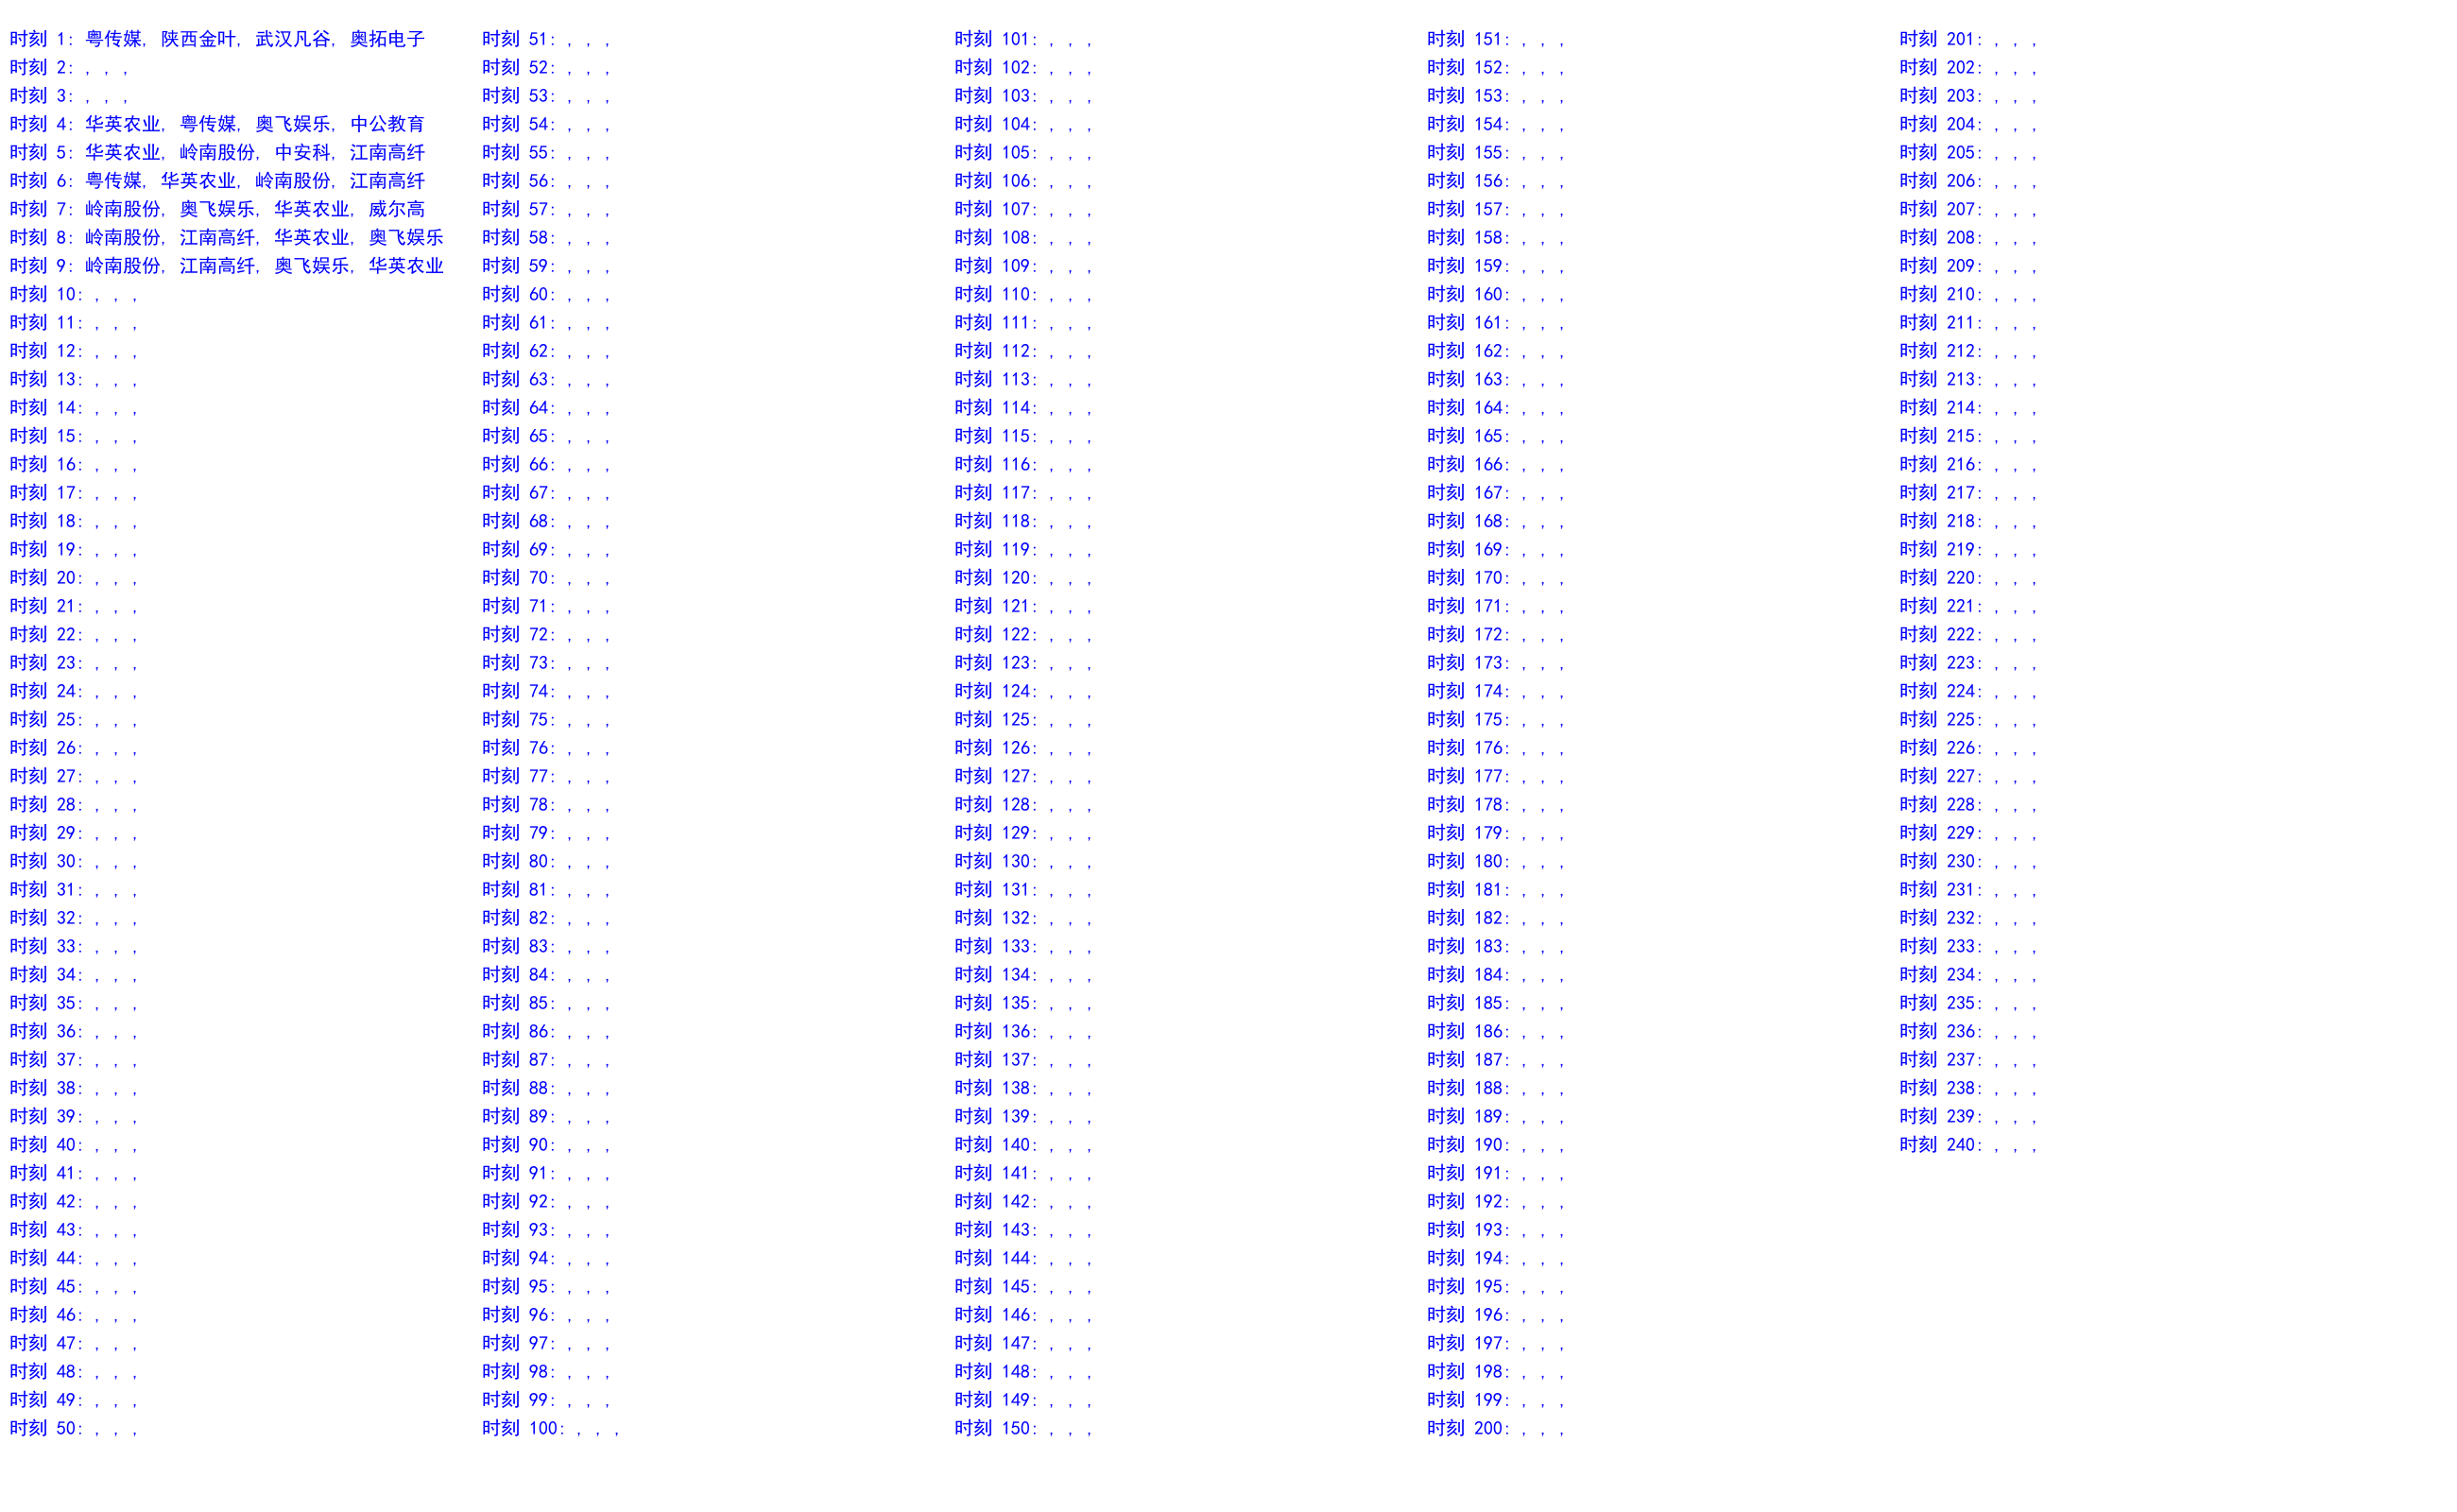 时刻 1: 粤传媒, 陕西金叶, 武汉凡谷, 奥拓电子
时刻 2: , , ,
时刻 3: , , ,
时刻 4: 华英农业, 粤传媒, 奥飞娱乐, 中公教育
时刻 5: 华英农业, 岭南股份, 中安科, 江南高纤
时刻 6: 粤传媒, 华英农业, 岭南股份, 江南高纤
时刻 7: 岭南股份, 奥飞娱乐, 华英农业, 威尔高
时刻 8: 岭南股份, 江南高纤, 华英农业, 奥飞娱乐
时刻 9: 岭南股份, 江南高纤, 奥飞娱乐, 华英农业
时刻 10: , , ,
时刻 11: , , ,
时刻 12: , , ,
时刻 13: , , ,
时刻 14: , , ,
时刻 15: , , ,
时刻 16: , , ,
时刻 17: , , ,
时刻 18: , , ,
时刻 19: , , ,
时刻 20: , , ,
时刻 21: , , ,
时刻 22: , , ,
时刻 23: , , ,
时刻 24: , , ,
时刻 25: , , ,
时刻 26: , , ,
时刻 27: , , ,
时刻 28: , , ,
时刻 29: , , ,
时刻 30: , , ,
时刻 31: , , ,
时刻 32: , , ,
时刻 33: , , ,
时刻 34: , , ,
时刻 35: , , ,
时刻 36: , , ,
时刻 37: , , ,
时刻 38: , , ,
时刻 39: , , ,
时刻 40: , , ,
时刻 41: , , ,
时刻 42: , , ,
时刻 43: , , ,
时刻 44: , , ,
时刻 45: , , ,
时刻 46: , , ,
时刻 47: , , ,
时刻 48: , , ,
时刻 49: , , ,
时刻 50: , , ,
时刻 51: , , ,
时刻 52: , , ,
时刻 53: , , ,
时刻 54: , , ,
时刻 55: , , ,
时刻 56: , , ,
时刻 57: , , ,
时刻 58: , , ,
时刻 59: , , ,
时刻 60: , , ,
时刻 61: , , ,
时刻 62: , , ,
时刻 63: , , ,
时刻 64: , , ,
时刻 65: , , ,
时刻 66: , , ,
时刻 67: , , ,
时刻 68: , , ,
时刻 69: , , ,
时刻 70: , , ,
时刻 71: , , ,
时刻 72: , , ,
时刻 73: , , ,
时刻 74: , , ,
时刻 75: , , ,
时刻 76: , , ,
时刻 77: , , ,
时刻 78: , , ,
时刻 79: , , ,
时刻 80: , , ,
时刻 81: , , ,
时刻 82: , , ,
时刻 83: , , ,
时刻 84: , , ,
时刻 85: , , ,
时刻 86: , , ,
时刻 87: , , ,
时刻 88: , , ,
时刻 89: , , ,
时刻 90: , , ,
时刻 91: , , ,
时刻 92: , , ,
时刻 93: , , ,
时刻 94: , , ,
时刻 95: , , ,
时刻 96: , , ,
时刻 97: , , ,
时刻 98: , , ,
时刻 99: , , ,
时刻 100: , , ,
时刻 101: , , ,
时刻 102: , , ,
时刻 103: , , ,
时刻 104: , , ,
时刻 105: , , ,
时刻 106: , , ,
时刻 107: , , ,
时刻 108: , , ,
时刻 109: , , ,
时刻 110: , , ,
时刻 111: , , ,
时刻 112: , , ,
时刻 113: , , ,
时刻 114: , , ,
时刻 115: , , ,
时刻 116: , , ,
时刻 117: , , ,
时刻 118: , , ,
时刻 119: , , ,
时刻 120: , , ,
时刻 121: , , ,
时刻 122: , , ,
时刻 123: , , ,
时刻 124: , , ,
时刻 125: , , ,
时刻 126: , , ,
时刻 127: , , ,
时刻 128: , , ,
时刻 129: , , ,
时刻 130: , , ,
时刻 131: , , ,
时刻 132: , , ,
时刻 133: , , ,
时刻 134: , , ,
时刻 135: , , ,
时刻 136: , , ,
时刻 137: , , ,
时刻 138: , , ,
时刻 139: , , ,
时刻 140: , , ,
时刻 141: , , ,
时刻 142: , , ,
时刻 143: , , ,
时刻 144: , , ,
时刻 145: , , ,
时刻 146: , , ,
时刻 147: , , ,
时刻 148: , , ,
时刻 149: , , ,
时刻 150: , , ,
时刻 151: , , ,
时刻 152: , , ,
时刻 153: , , ,
时刻 154: , , ,
时刻 155: , , ,
时刻 156: , , ,
时刻 157: , , ,
时刻 158: , , ,
时刻 159: , , ,
时刻 160: , , ,
时刻 161: , , ,
时刻 162: , , ,
时刻 163: , , ,
时刻 164: , , ,
时刻 165: , , ,
时刻 166: , , ,
时刻 167: , , ,
时刻 168: , , ,
时刻 169: , , ,
时刻 170: , , ,
时刻 171: , , ,
时刻 172: , , ,
时刻 173: , , ,
时刻 174: , , ,
时刻 175: , , ,
时刻 176: , , ,
时刻 177: , , ,
时刻 178: , , ,
时刻 179: , , ,
时刻 180: , , ,
时刻 181: , , ,
时刻 182: , , ,
时刻 183: , , ,
时刻 184: , , ,
时刻 185: , , ,
时刻 186: , , ,
时刻 187: , , ,
时刻 188: , , ,
时刻 189: , , ,
时刻 190: , , ,
时刻 191: , , ,
时刻 192: , , ,
时刻 193: , , ,
时刻 194: , , ,
时刻 195: , , ,
时刻 196: , , ,
时刻 197: , , ,
时刻 198: , , ,
时刻 199: , , ,
时刻 200: , , ,
时刻 201: , , ,
时刻 202: , , ,
时刻 203: , , ,
时刻 204: , , ,
时刻 205: , , ,
时刻 206: , , ,
时刻 207: , , ,
时刻 208: , , ,
时刻 209: , , ,
时刻 210: , , ,
时刻 211: , , ,
时刻 212: , , ,
时刻 213: , , ,
时刻 214: , , ,
时刻 215: , , ,
时刻 216: , , ,
时刻 217: , , ,
时刻 218: , , ,
时刻 219: , , ,
时刻 220: , , ,
时刻 221: , , ,
时刻 222: , , ,
时刻 223: , , ,
时刻 224: , , ,
时刻 225: , , ,
时刻 226: , , ,
时刻 227: , , ,
时刻 228: , , ,
时刻 229: , , ,
时刻 230: , , ,
时刻 231: , , ,
时刻 232: , , ,
时刻 233: , , ,
时刻 234: , , ,
时刻 235: , , ,
时刻 236: , , ,
时刻 237: , , ,
时刻 238: , , ,
时刻 239: , , ,
时刻 240: , , ,